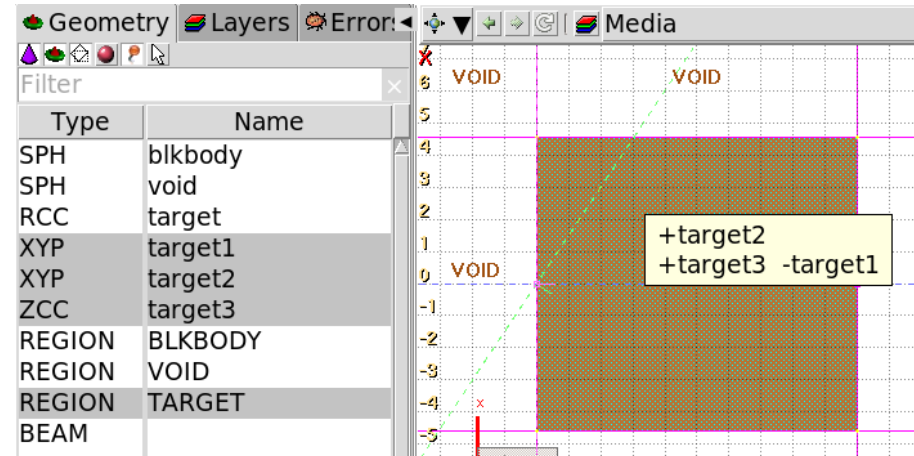 Geometry Layers Error
Media
Filter
Type Name
SPH blkbody
SPH void
RCC target
XYP target1
XYP target2
ZCC target3
REGION BLKBODY
REGION VOID
REGION TARGET
BEAM
VOID VOID
VOID
+target2
+target3 -target1
6
5
4
3
2
1
0
-1
-2
-3
-4
-5
x